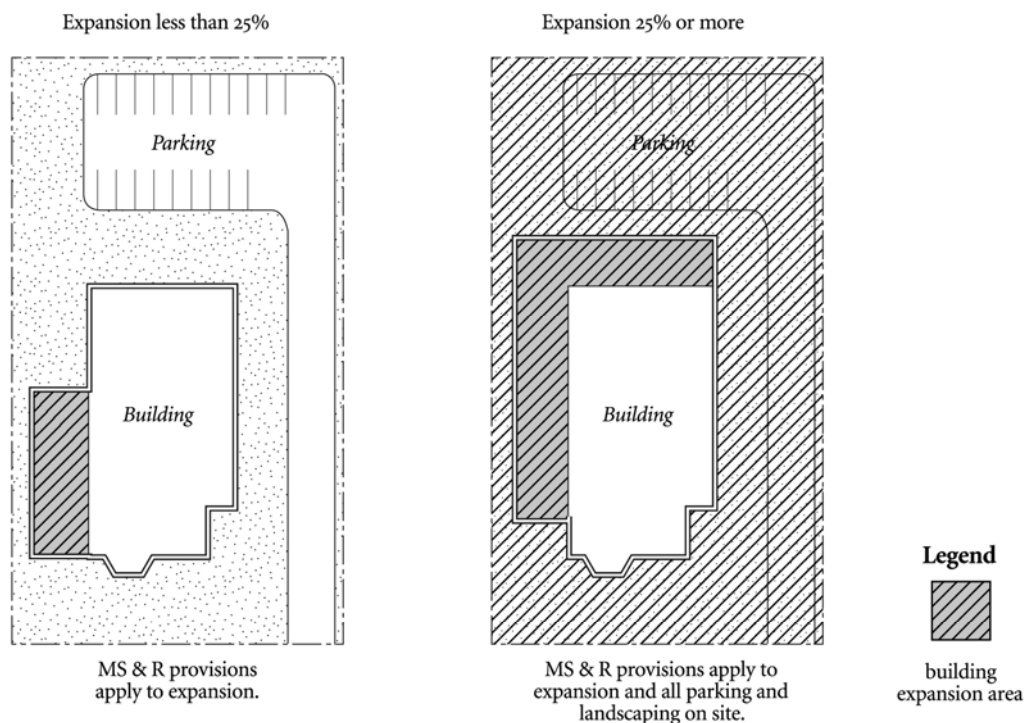 Expansion less than 25%
Expansion 25% or more
Parking
Parking
Building
Building
Legend
building
expansion area
MS & R provisions
apply to expansion.
MS & R provisions apply to
expansion and all parking and
landscaping on site.